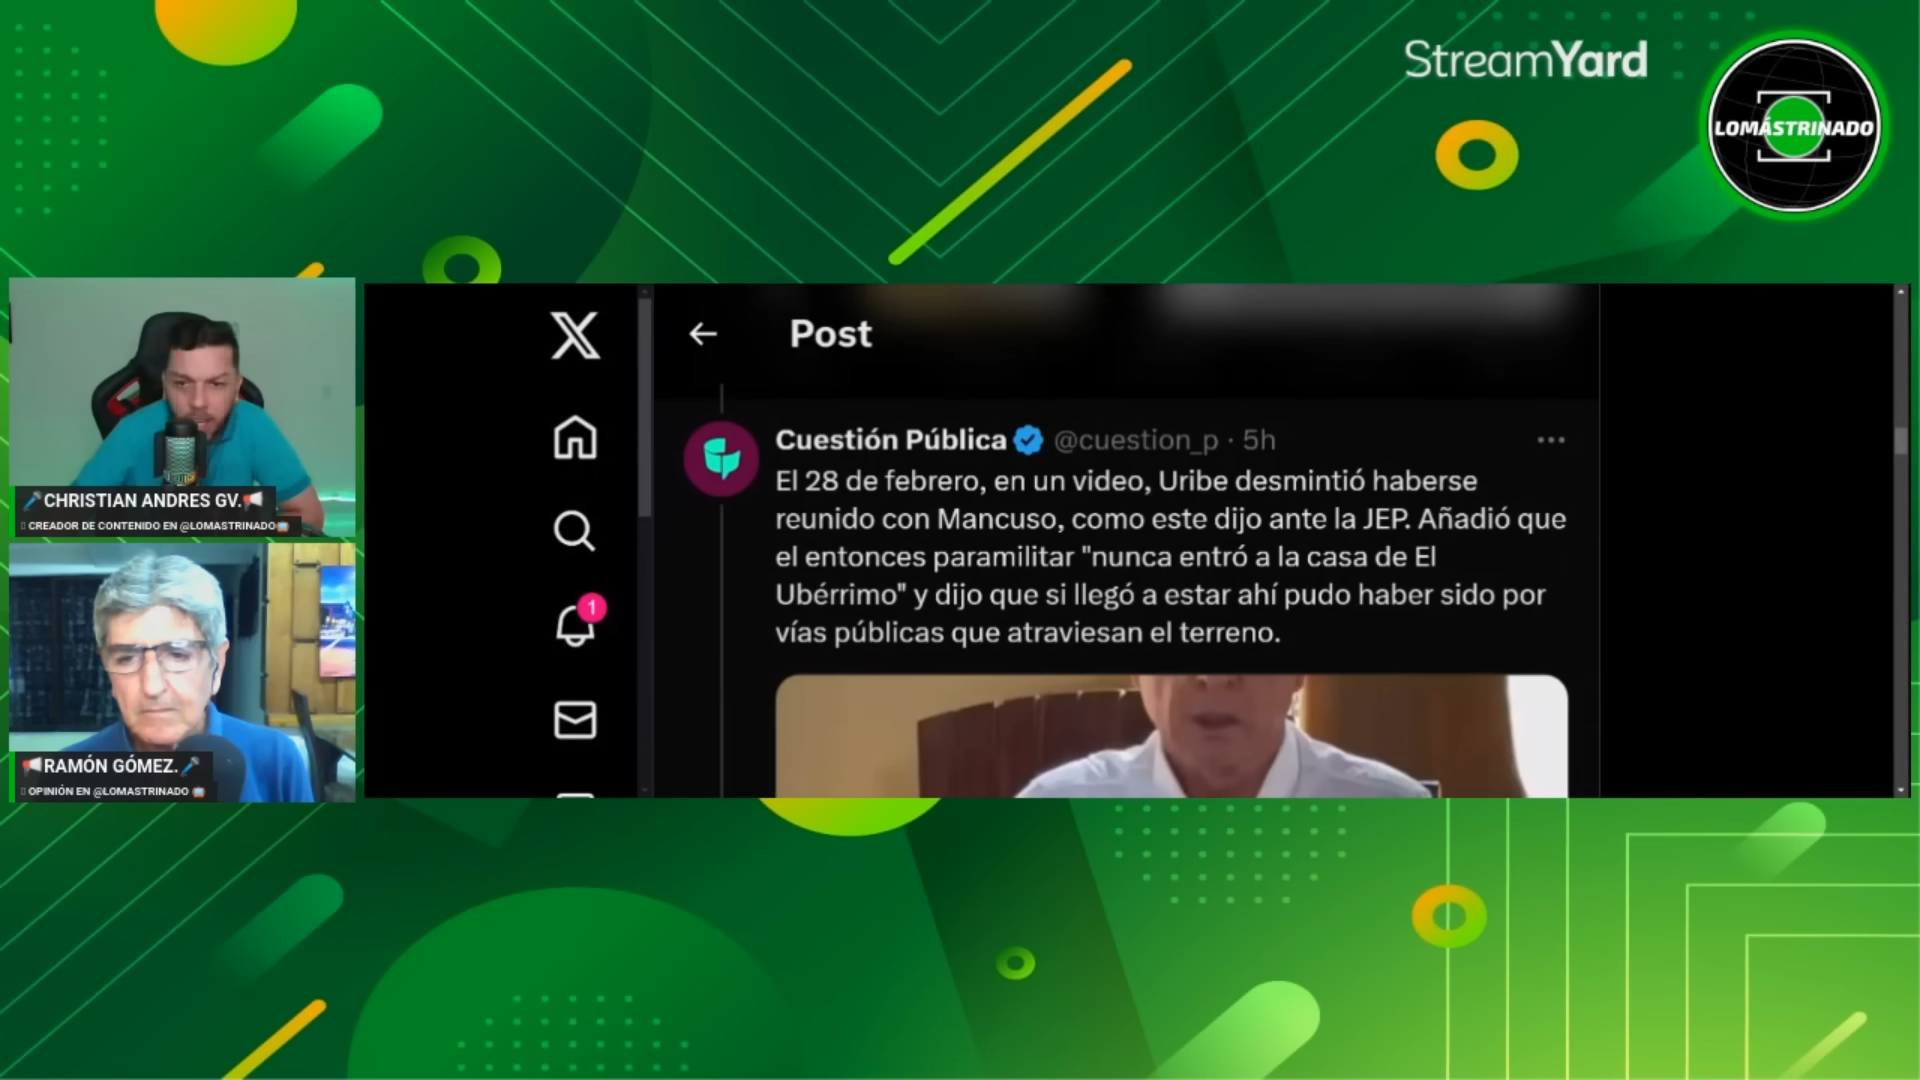 StreamYard
LOMÁSTRINADO
Post
Cuestión Pública @cuestion_p · 5h
El 28 de febrero, en un video, Uribe desmintió haberse
reunido con Mancuso, como este dijo ante la JEP. Añadió que
el entonces paramilitar "nunca entró a la casa de El
Ubérrimo" y dijo que si llegó a estar ahí pudo haber sido por
vías públicas que atraviesan el terreno.
1
CHRISTIAN ANDRES GV.
CREADOR DE CONTENIDO EN @LOMASTRINADO
RAMÓN GÓMEZ.
OPINIÓN EN @LOMASTRINADO